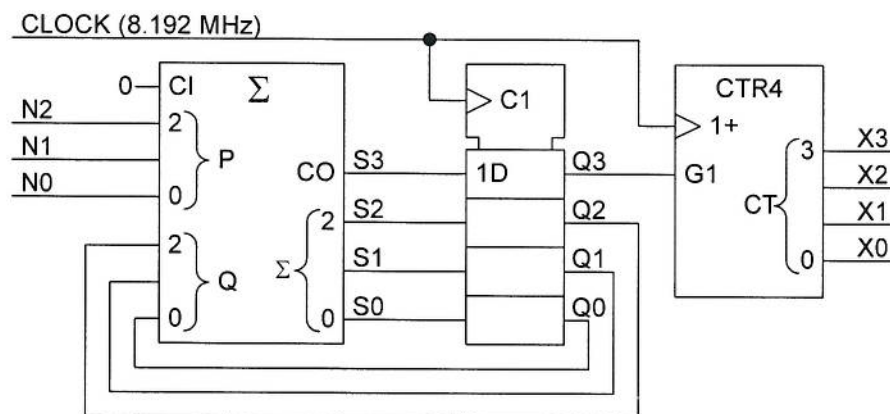 CLOCK (8.192 MHz)
0 CI Σ
N2 2
N1 P
N0 0
CO S3
2 S2
Σ S1
0 S0
2
Q
0
C1
1D Q3
Q2
Q1
Q0
CTR4
1+
G1
3 X3
X2
CT X1
0 X0